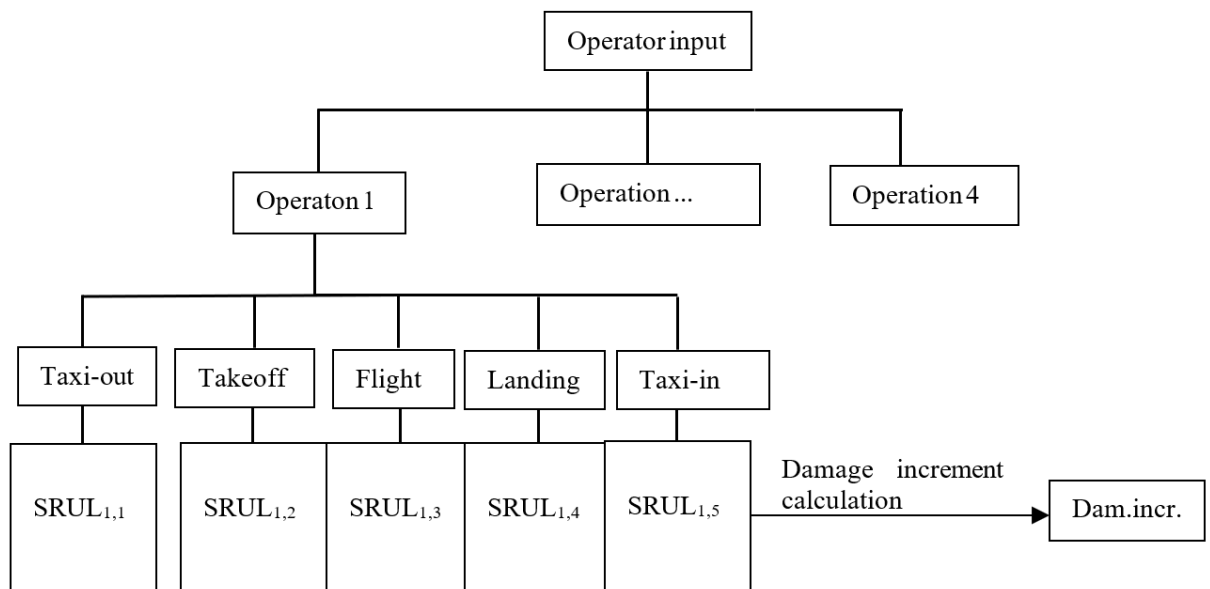 Operator input
Operaton 1
Operation ...
Operation 4
Taxi-out
Takeoff
Flight
Landing
Taxi-in
SRUL1,1
SRUL1,2
SRUL1,3
SRUL1,4
SRUL1,5
Damage increment
calculation
Dam.incr.